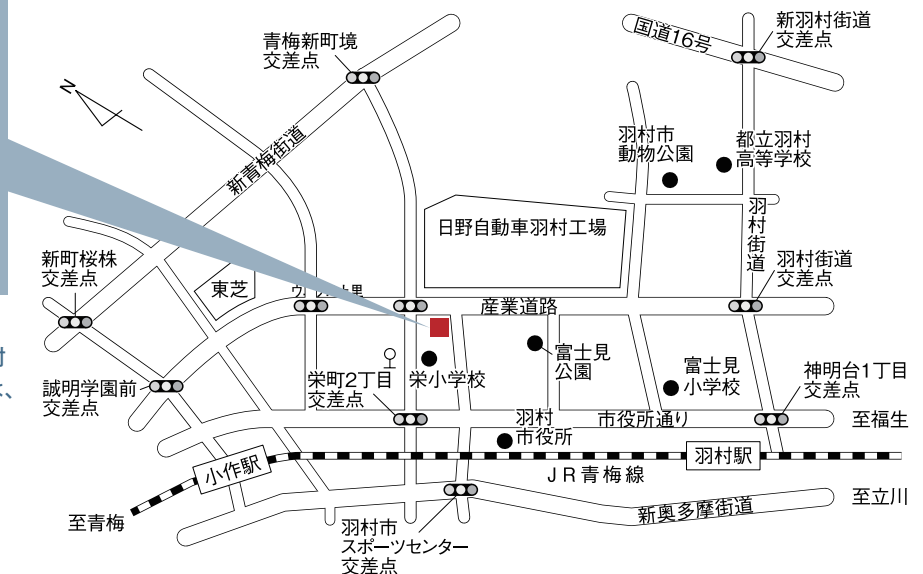 青梅新町境
交差点
国道16号
新羽村街道
交差点
N
新青梅街道
羽村市
動物公園
都立羽村
高等学校
日野自動車羽村工場
羽村街道
新町桜株
交差点
東芝
羽村街道
交差点
産業道路
富士見
公園
誠明学園前
交差点
栄町2丁目
交差点
栄小学校
富士見
小学校
神明台1丁目
交差点
羽村
市役所
市役所通り
至福生
小作駅
羽村駅
JR青梅線
至青梅
新奥多摩街道
至立川
羽村市
スポーツセンター
交差点